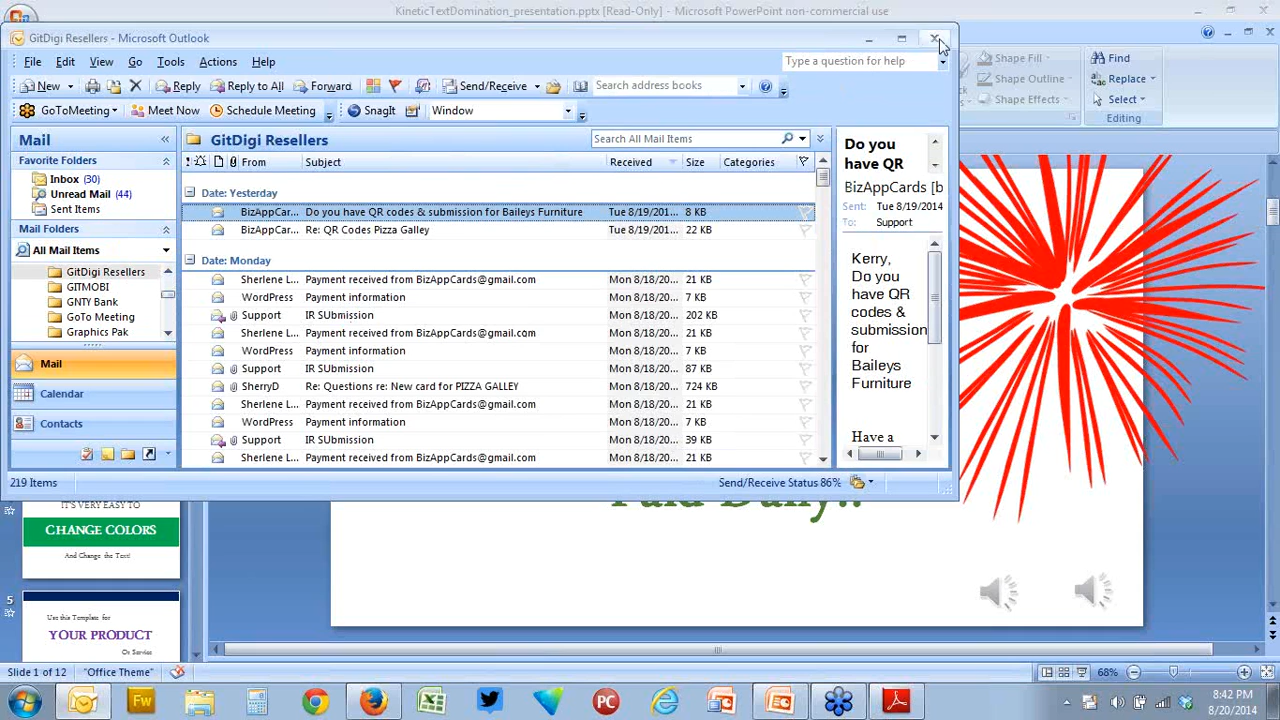 KineticTextDomination_presentation.pptx [Read-Only] - Microsoft PowerPoint non-commercial use
GitDigi Resellers - Microsoft Outlook
File Edit View Go Tools Actions Help
Type a question for help
New Reply Reply to All Forward Send/Receive Search address books
GoToMeeting Meet Now Schedule Meeting SnagIt Window
Shape Fill
Shape Outline
Shape Effects
Find
Replace
Select
Editing
Mail
Favorite Folders
Inbox (30)
Unread Mail (44)
Sent Items
Mail Folders
All Mail Items
GitDigi Resellers
GITMOBI
GNTY Bank
GoTo Meeting
Graphics Pak
Mail
Calendar
Contacts
GitDigi Resellers
Search All Mail Items
From Subject Received Size Categories
Date: Yesterday
BizAppCar... Do you have QR codes & submission for Baileys Furniture Tue 8/19/201... 8 KB
BizAppCar... Re: QR Codes Pizza Galley Tue 8/19/201... 22 KB
Date: Monday
Sherlene L... Payment received from BizAppCards@gmail.com Mon 8/18/20... 21 KB
WordPress Payment information Mon 8/18/20... 7 KB
Support IR SUbmission Mon 8/18/20... 202 KB
Sherlene L... Payment received from BizAppCards@gmail.com Mon 8/18/20... 21 KB
WordPress Payment information Mon 8/18/20... 7 KB
Support IR SUbmission Mon 8/18/20... 87 KB
SherryD Re: Questions re: New card for PIZZA GALLEY Mon 8/18/20... 724 KB
Sherlene L... Payment received from BizAppCards@gmail.com Mon 8/18/20... 21 KB
WordPress Payment information Mon 8/18/20... 7 KB
Support IR SUbmission Mon 8/18/20... 39 KB
Sherlene L... Payment received from BizAppCards@gmail.com Mon 8/18/20... 21 KB
Do you
have QR
BizAppCards [b
Sent: Tue 8/19/2014
To: Support
Kerry,
Do you
have QR
codes &
submission
for
Baileys
Furniture
Have a
219 Items
Send/Receive Status 86%
Paid Daily!!
IT'S VERY EASY TO
CHANGE COLORS
And Change the Text!
5
Use this Template for
YOUR PRODUCT
Or Service
Slide 1 of 12 "Office Theme" 68%
Fw
PC
8:42 PM
8/20/2014